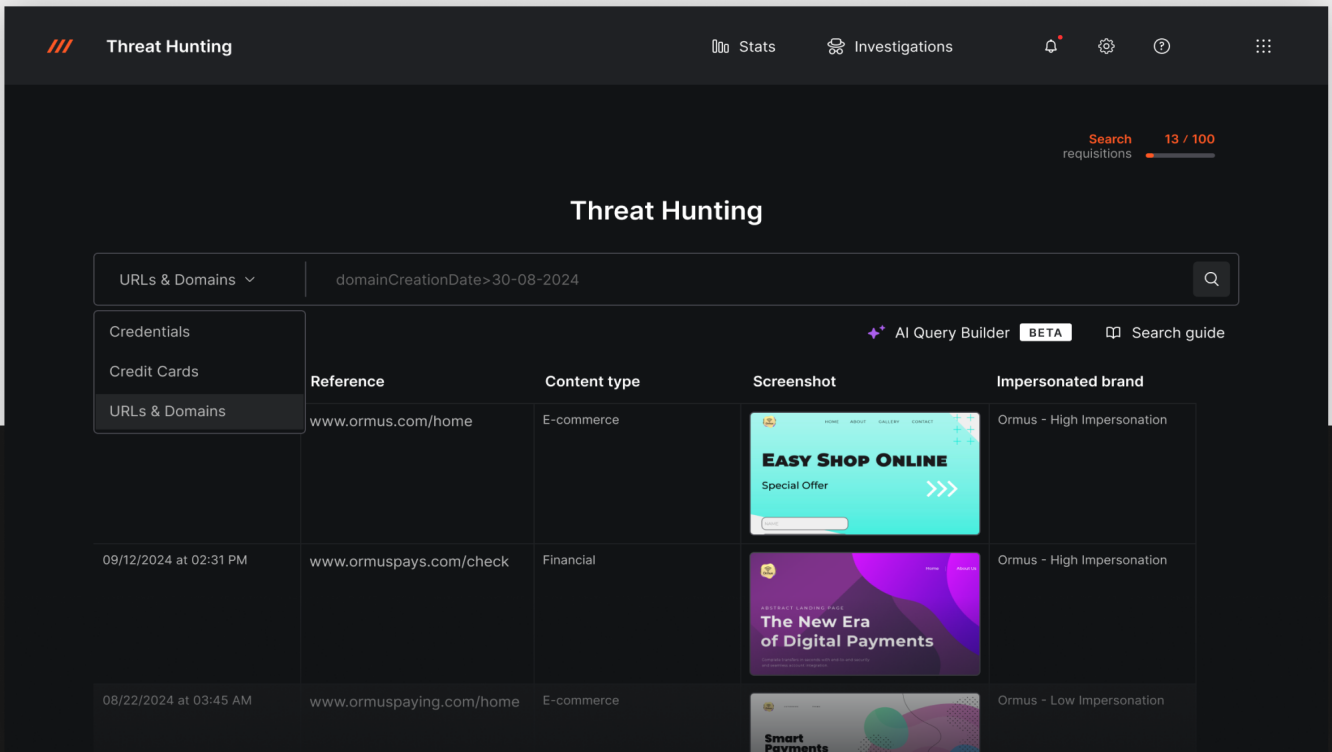 Threat Hunting
Stats
Investigations
Search 13 / 100
requisitions
Threat Hunting
URLs & Domains
domainCreationDate>30-08-2024
Credentials
Credit Cards
URLs & Domains
AI Query Builder BETA
Search guide
Reference Content type Screenshot Impersonated brand
www.ormus.com/home E-commerce Ormus - High Impersonation
HOME ABOUT GALLERY CONTACT
EASY SHOP ONLINE
Special Offer
09/12/2024 at 02:31 PM www.ormuspays.com/check Financial Ormus - High Impersonation
Home About Us
ABSTRACT LANDING PAGE
The New Era
of Digital Payments
08/22/2024 at 03:45 AM www.ormuspaying.com/home E-commerce Ormus - Low Impersonation
Smart
Payments